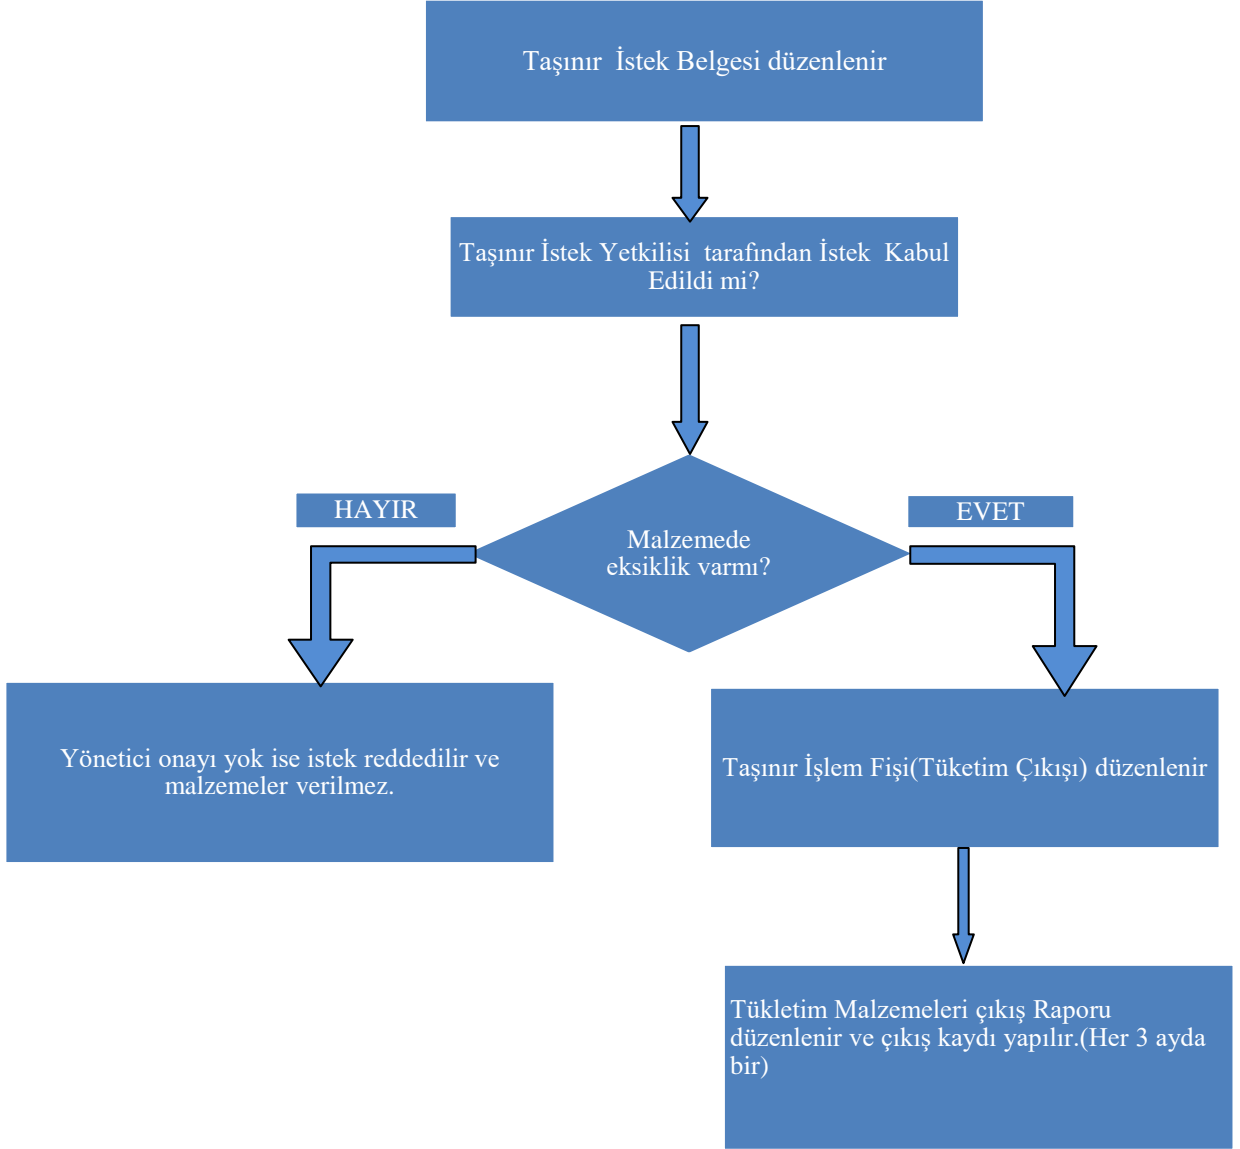 Taşınır  İstek Belgesi düzenlenir
Taşınır İstek Yetkilisi  tarafından İstek  Kabul
Edildi mi?
HAYIR
EVET
Malzemede
eksiklik varmı?
Yönetici onayı yok ise istek reddedilir ve
malzemeler verilmez.
Taşınır İşlem Fişi(Tüketim Çıkışı) düzenlenir
Tükletim Malzemeleri çıkış Raporu
düzenlenir ve çıkış kaydı yapılır.(Her 3 ayda
bir)